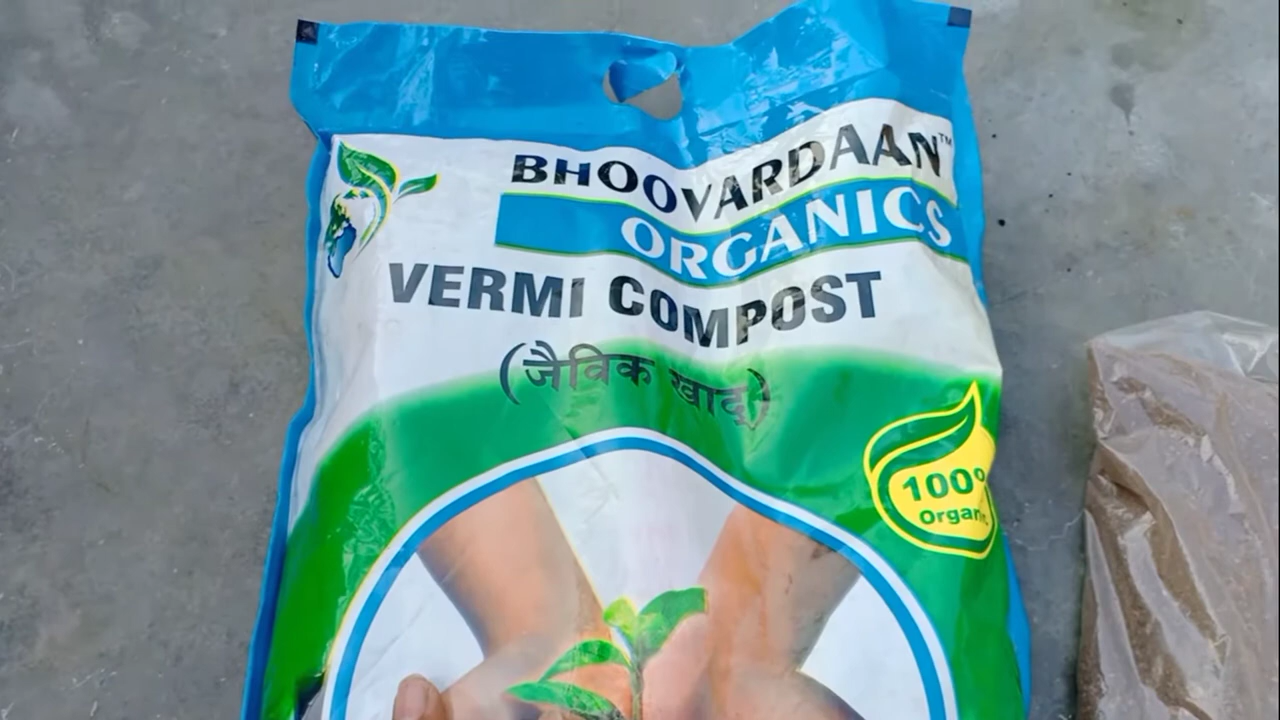 BHOOVARDAAN™
ORGANICS
VERMI COMPOST
(जैविक खाद)
100%
Organic